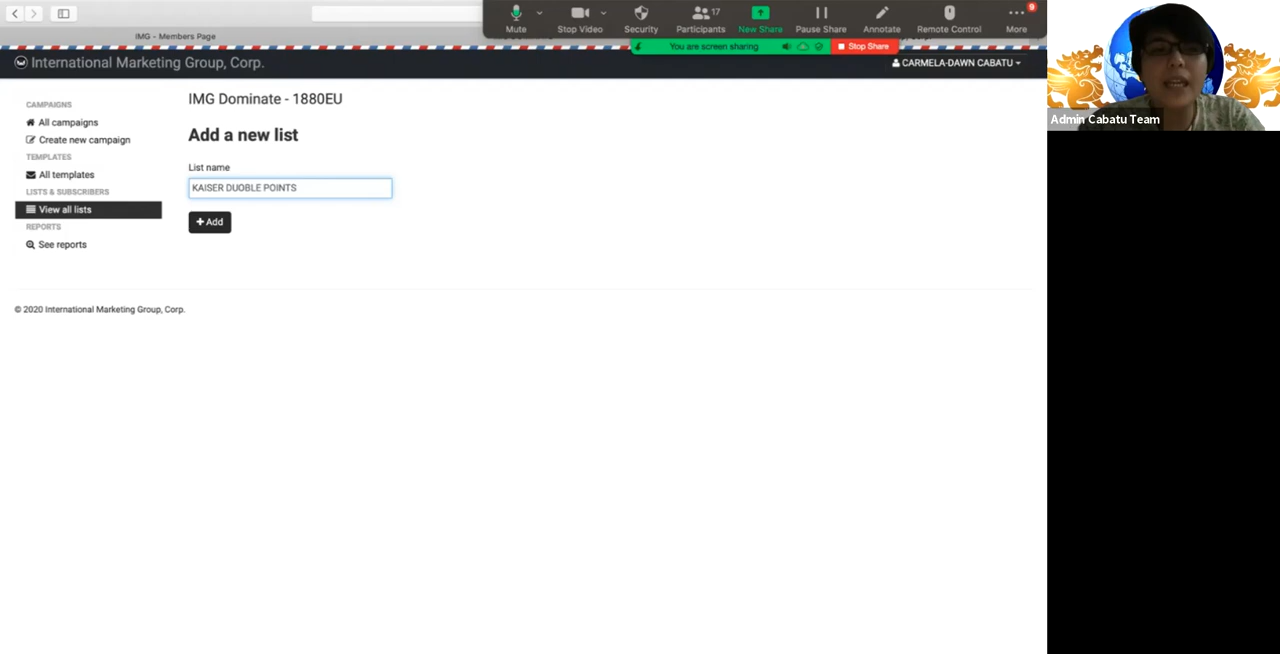 IMG - Members Page
Mute
Stop Video
Security
Participants
17
New Share
Pause Share
Annotate
Remote Control
More
9
You are screen sharing
Stop Share
International Marketing Group, Corp.
CARMELA-DAWN CABATU
Admin Cabatu Team
CAMPAIGNS
All campaigns
Create new campaign
TEMPLATES
All templates
LISTS & SUBSCRIBERS
View all lists
REPORTS
See reports
IMG Dominate - 1880EU
Add a new list
List name
KAISER DUOBLE POINTS
+ Add
© 2020 International Marketing Group, Corp.